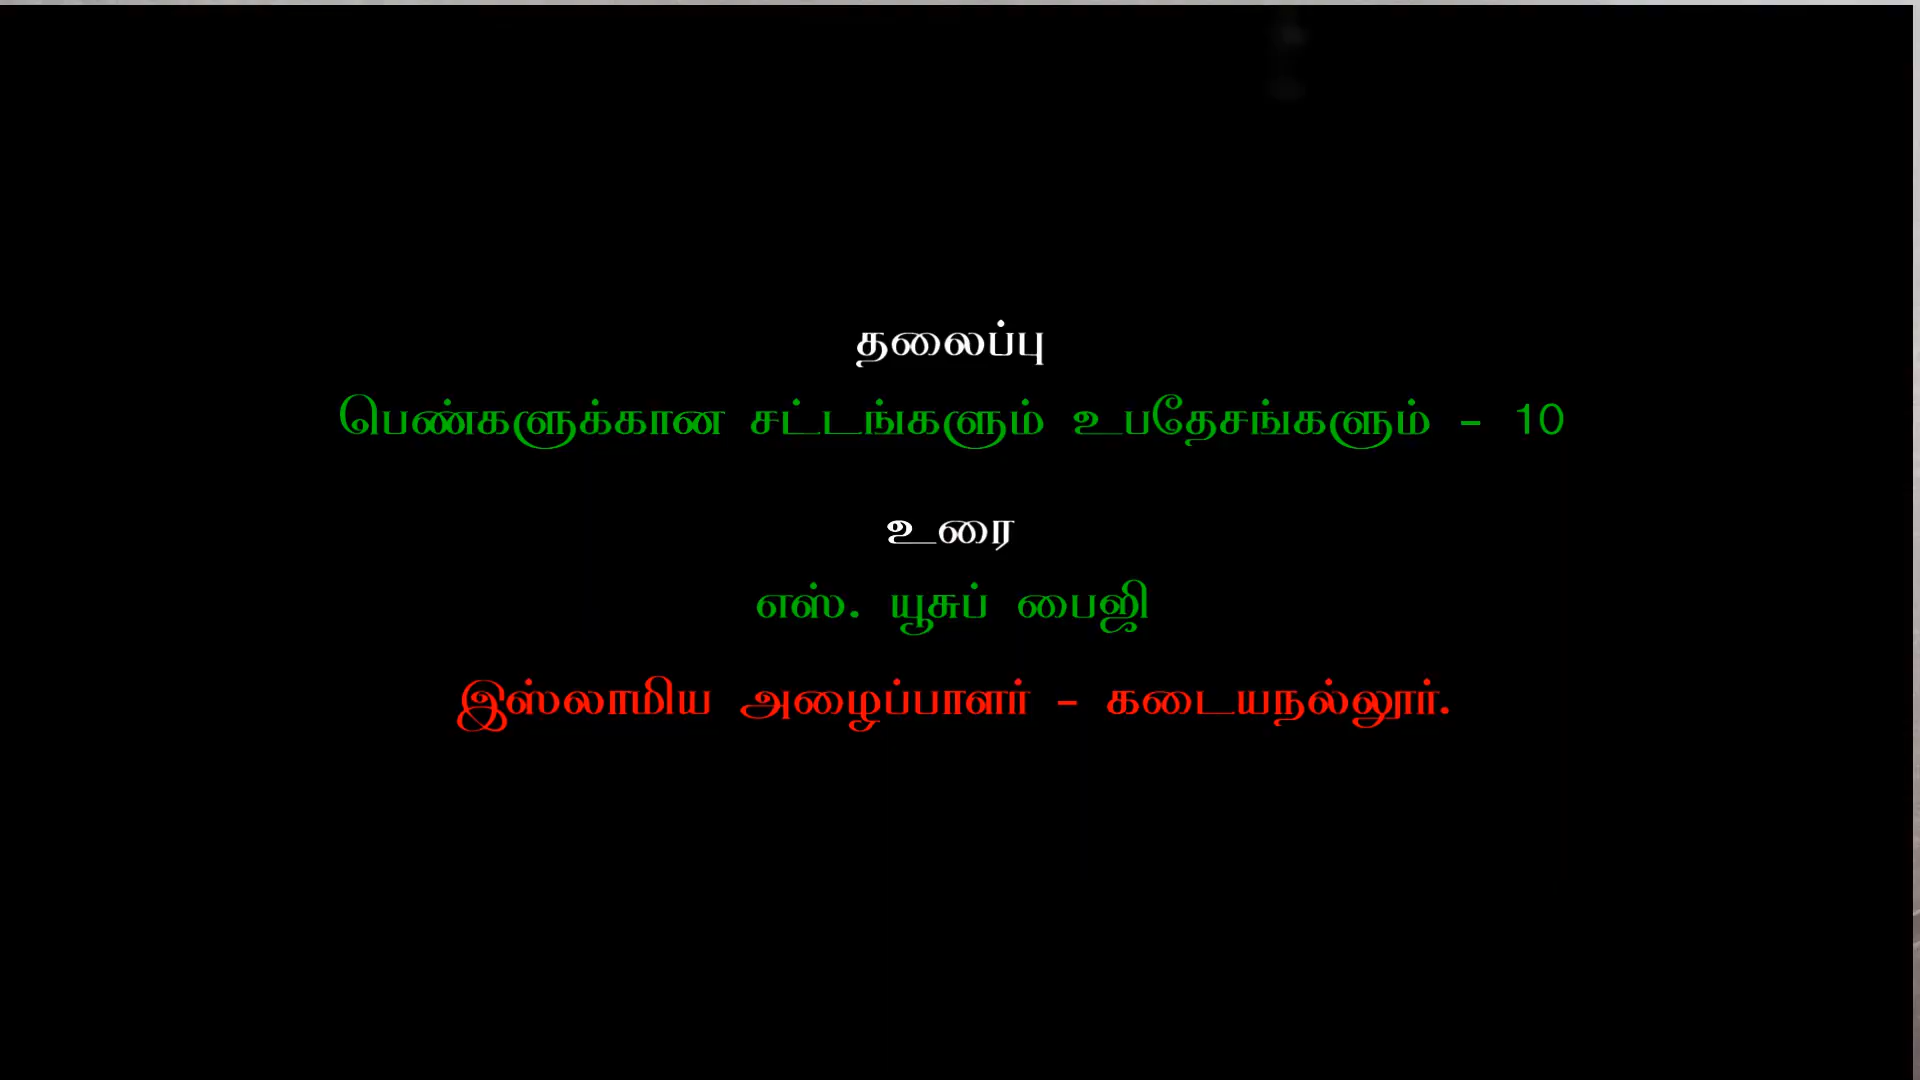 தலைப்பு
பெண்களுக்கான சட்டங்களும் உபதேசங்களும் - 10
உரை
எஸ். யூசுப் பைஜி
இஸ்லாமிய அழைப்பாளர் - கடையநல்லூர்.